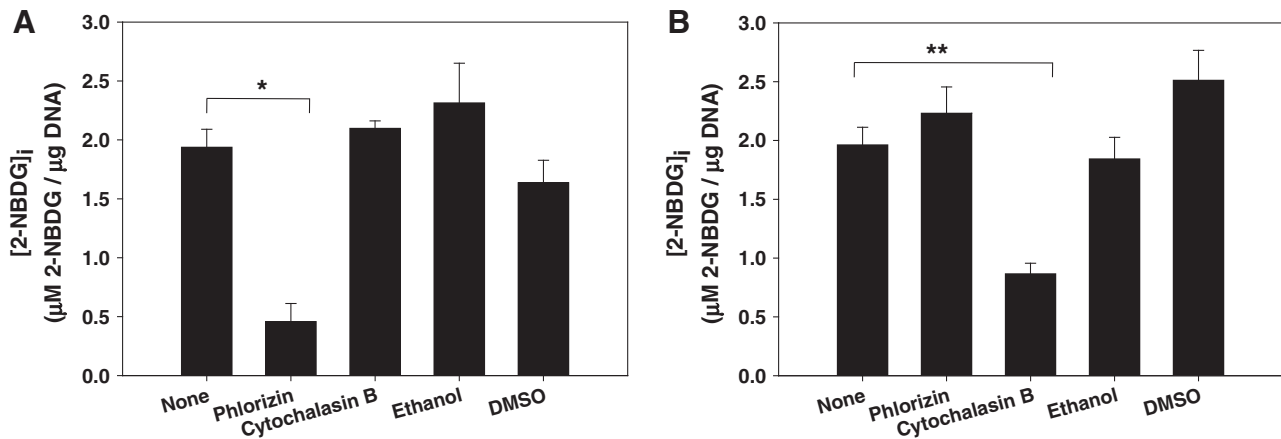 A
[2-NBDG]i
(μM 2-NBDG / μg DNA)
3.0
2.5
2.0
1.5
1.0
0.5
0.0
*
None
Phlorizin
Cytochalasin B
Ethanol
DMSO
B
[2-NBDG]i
(μM 2-NBDG / μg DNA)
3.0
2.5
2.0
1.5
1.0
0.5
0.0
**
None
Phlorizin
Cytochalasin B
Ethanol
DMSO